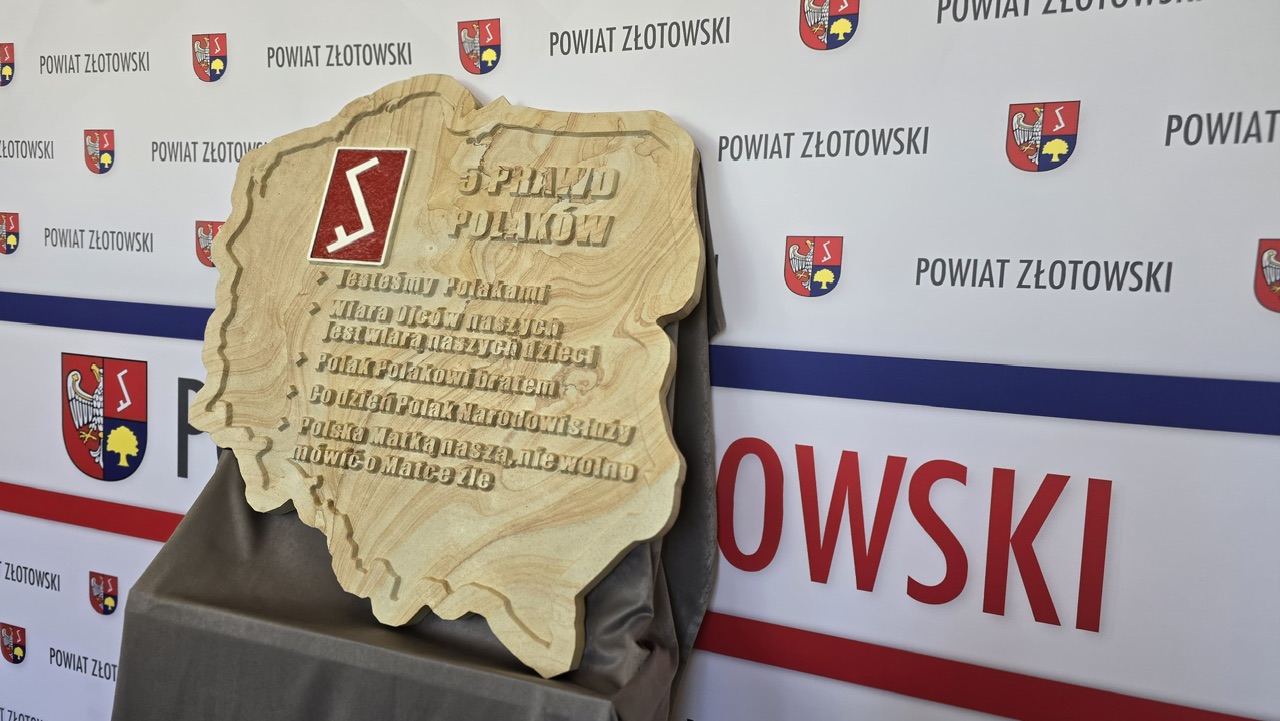 POWIAT ZŁOTOWSKI
POWIAT ZŁOTOWSKI
POWIAT ZŁOTOWSKI
POWIAT ZŁOTOWSKI
ZŁOTOWSKI
POWIAT ZŁOTOWSKI
POWIAT ZŁOTOWSKI
POWIAT
POWIAT ZŁOTOWSKI
POWIAT ZŁOTOWSKI
5 PRAWD
POLAKÓW
Jesteśmy Polakami
Wiara Ojców naszych
jest wiarą naszych dzieci
Polak Polakowi bratem
Co dzień Polak Narodowi służy
Polska Matką naszą, nie wolno
mówić o Matce źle
P OWSKI
ZŁOTOWSKI
POWIAT ZŁOT